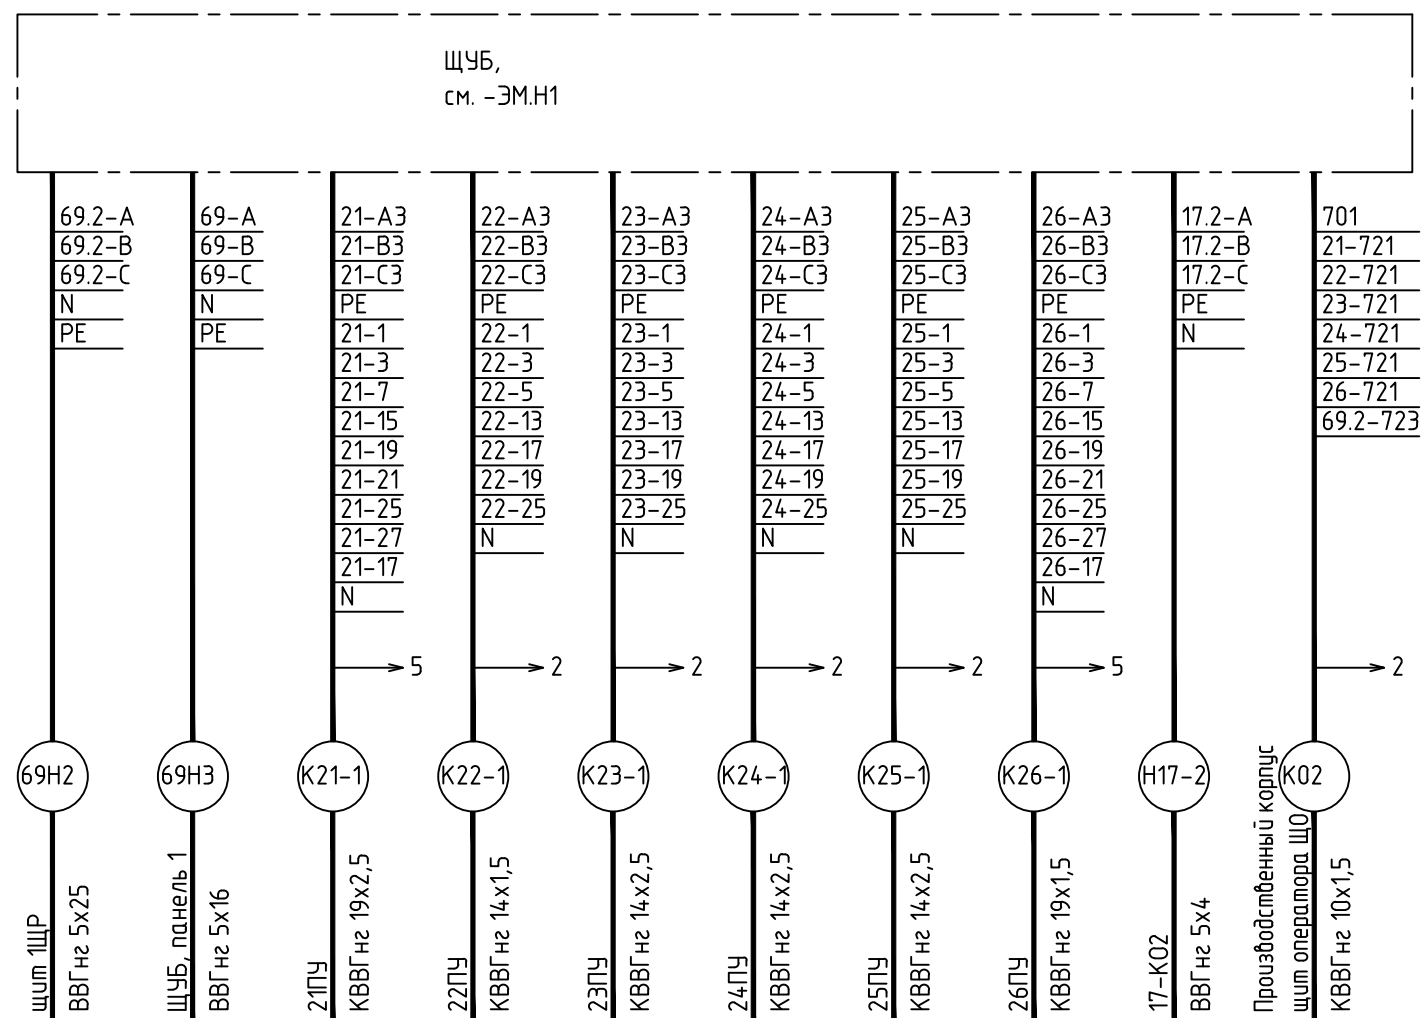 ЩУБ,
см. -ЭМ.Н1
69.2-A
69.2-B
69.2-C
N
PE
69-A
69-B
69-C
N
PE
21-A3
21-B3
21-C3
PE
21-1
21-3
21-7
21-15
21-19
21-21
21-25
21-27
21-17
N
22-A3
22-B3
22-C3
PE
22-1
22-3
22-5
22-13
22-17
22-19
22-25
N
23-A3
23-B3
23-C3
PE
23-1
23-3
23-5
23-13
23-17
23-19
23-25
N
24-A3
24-B3
24-C3
PE
24-1
24-3
24-5
24-13
24-17
24-19
24-25
N
25-A3
25-B3
25-C3
PE
25-1
25-3
25-5
25-13
25-17
25-19
25-25
N
26-A3
26-B3
26-C3
PE
26-1
26-3
26-7
26-15
26-19
26-21
26-25
26-27
26-17
N
17.2-A
17.2-B
17.2-C
PE
N
701
21-721
22-721
23-721
24-721
25-721
26-721
69.2-723
5
2
2
2
2
5
2
69Н2
69Н3
К21-1
К22-1
К23-1
К24-1
К25-1
К26-1
Н17-2
К02
щит 1ЩР
ВВГнг 5х25
ЩУБ, панель 1
ВВГнг 5х16
21ПУ
КВВГнг 19х2,5
22ПУ
КВВГнг 14х1,5
23ПУ
КВВГнг 14х2,5
24ПУ
КВВГнг 14х2,5
25ПУ
КВВГнг 14х2,5
26ПУ
КВВГнг 19х1,5
17-К02
ВВГнг 5х4
Производственный корпус
щит оператора ЩО
КВВГнг 10х1,5